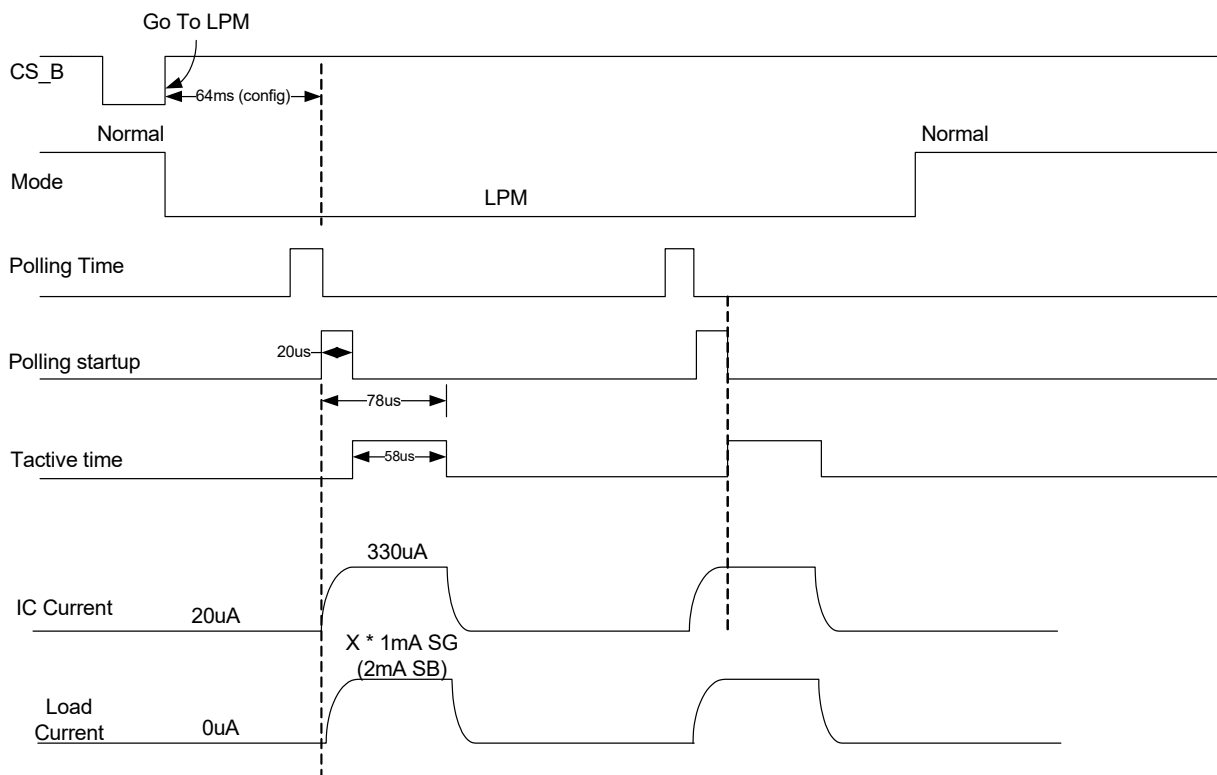 Go To LPM
CS_B
64ms (config)
Normal
Normal
Mode
LPM
Polling Time
20us
Polling startup
78us
Tactive time
58us
330uA
IC Current
20uA
X * 1mA SG
(2mA SB)
Load
Current
0uA